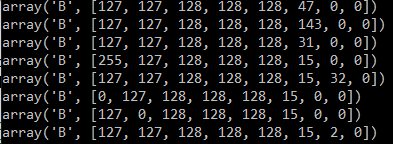 array('B', [127, 127, 128, 128, 128, 47, 0, 0])
array('B', [127, 127, 128, 128, 128, 143, 0, 0])
array('B', [127, 127, 128, 128, 128, 31, 0, 0])
array('B', [255, 127, 128, 128, 128, 15, 0, 0])
array('B', [127, 127, 128, 128, 128, 15, 32, 0])
array('B', [0, 127, 128, 128, 128, 15, 0, 0])
array('B', [127, 0, 128, 128, 128, 15, 0, 0])
array('B', [127, 127, 128, 128, 128, 15, 2, 0])